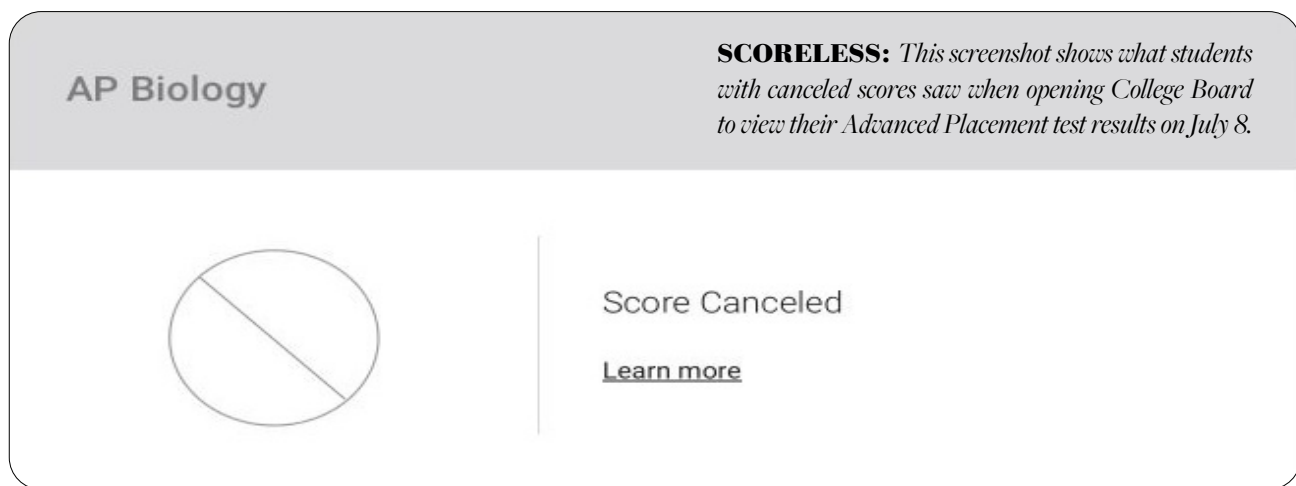 AP Biology
SCORELESS: This screenshot shows what students
with canceled scores saw when opening College Board
to view their Advanced Placement test results on July 8.
Score Canceled
Learn more